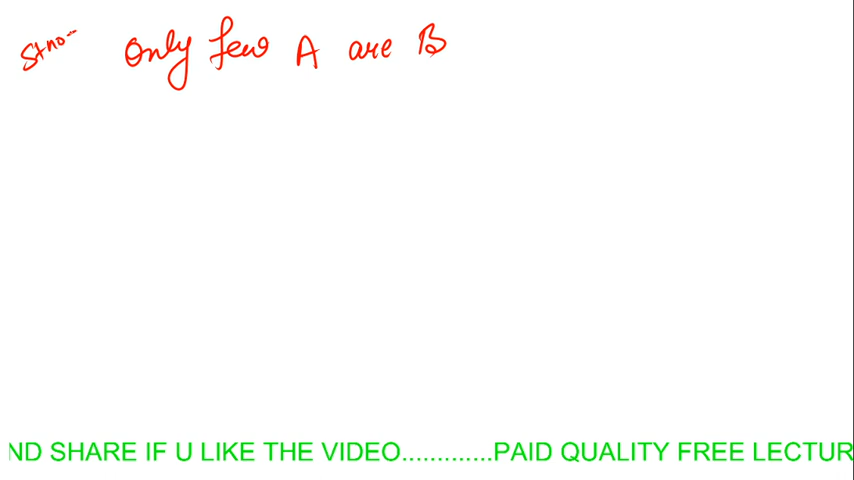 Stno- Only few A are B
ND SHARE IF U LIKE THE VIDEO.............PAID QUALITY FREE LECTUR